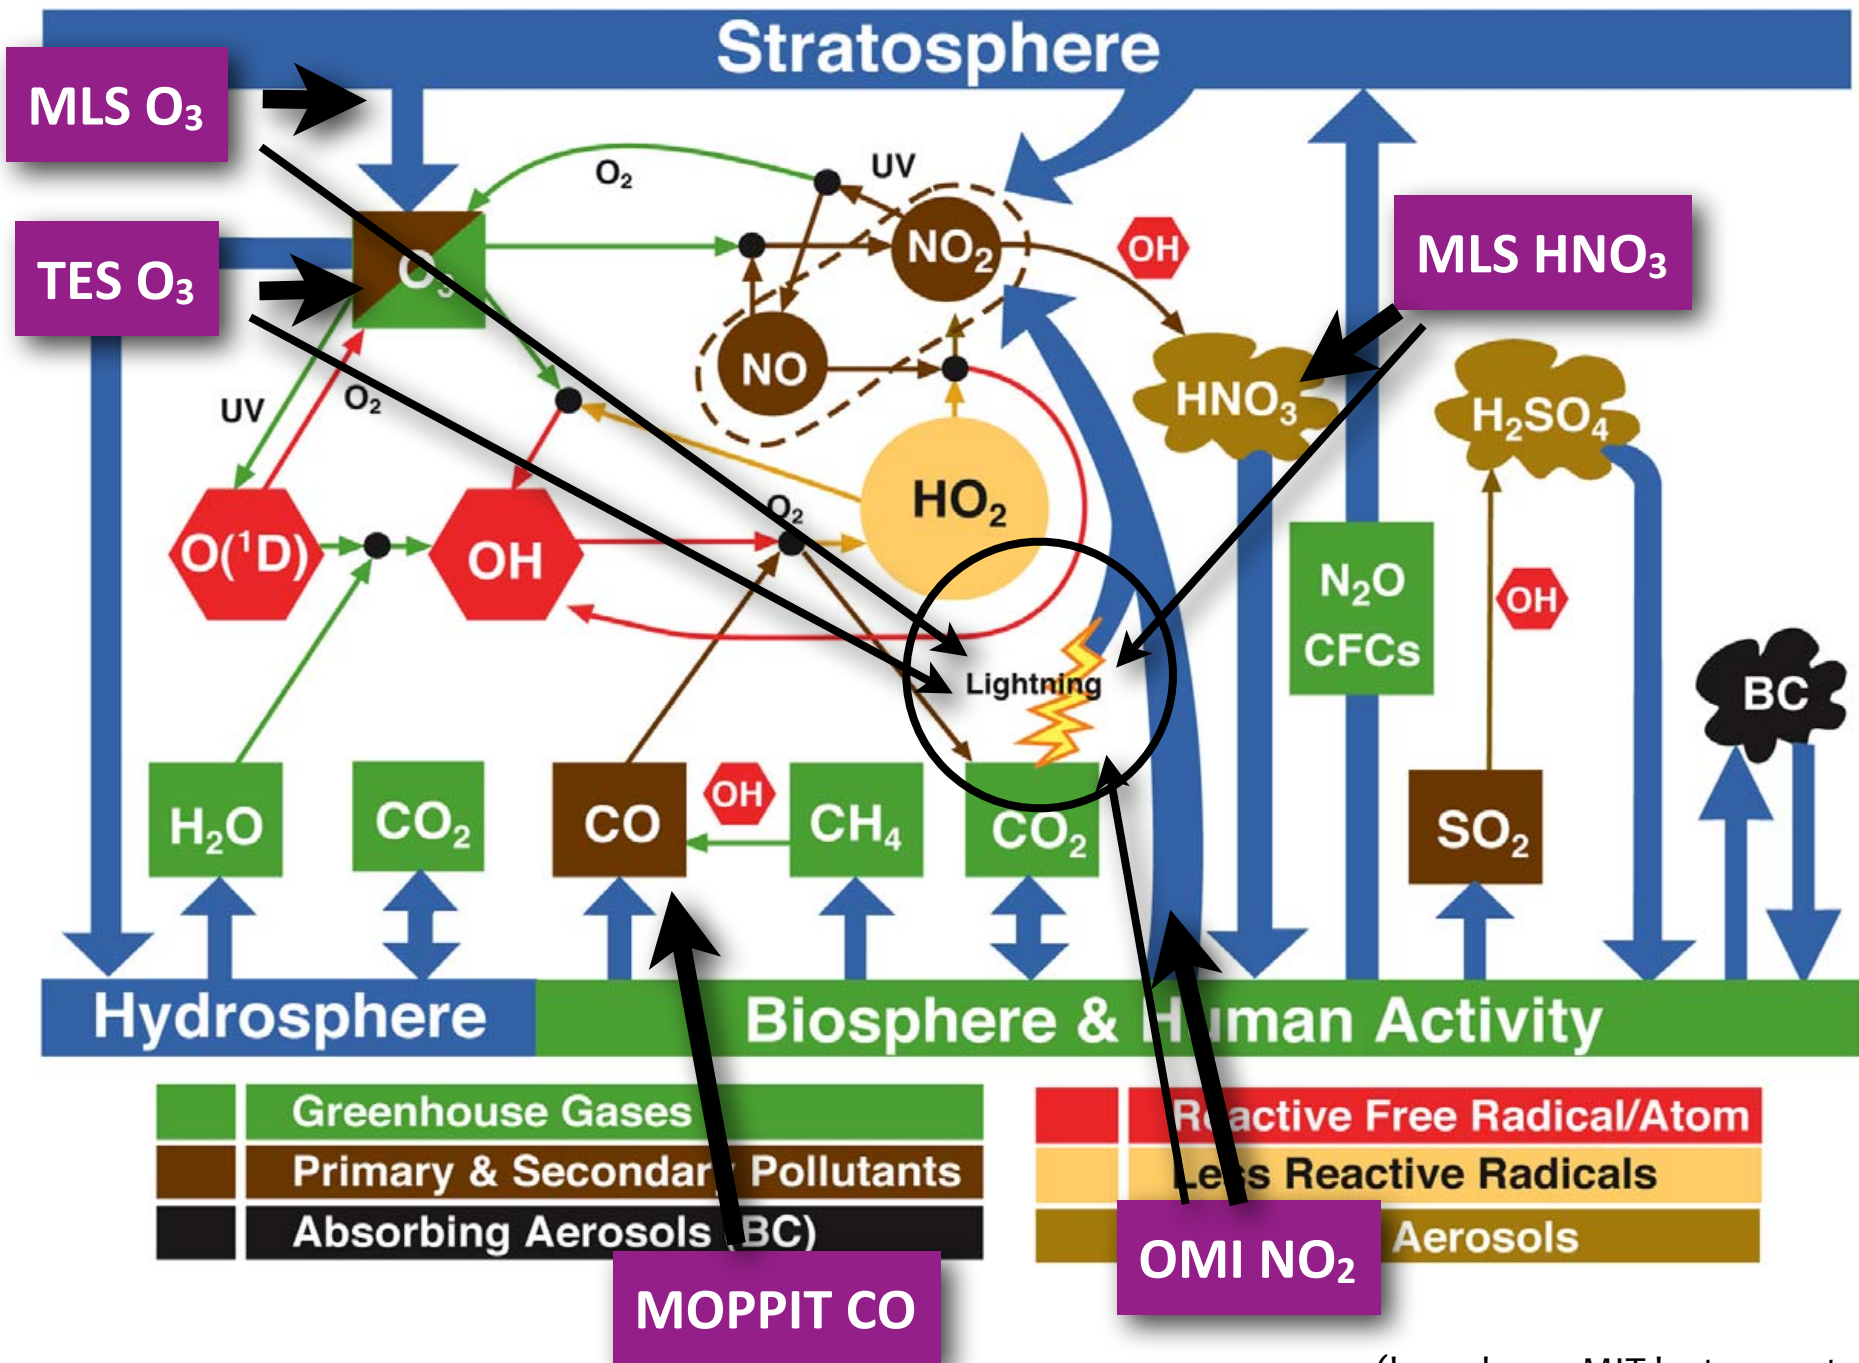 Stratosphere
MLS O₃
O₂
UV
TES O₃
O₃
NO₂
OH
MLS HNO₃
NO
HNO₃
H₂SO₄
UV
O₂
HO₂
O₂
O(¹D)
OH
N₂O
CFCs
OH
Lightning
BC
H₂O
CO₂
CO
OH
CH₄
CO₂
SO₂
Hydrosphere
Biosphere & Human Activity
Greenhouse Gases
Reactive Free Radical/Atom
Primary & Secondary Pollutants
Less Reactive Radicals
Absorbing Aerosols (BC)
Aerosols
MOPPIT CO
OMI NO₂